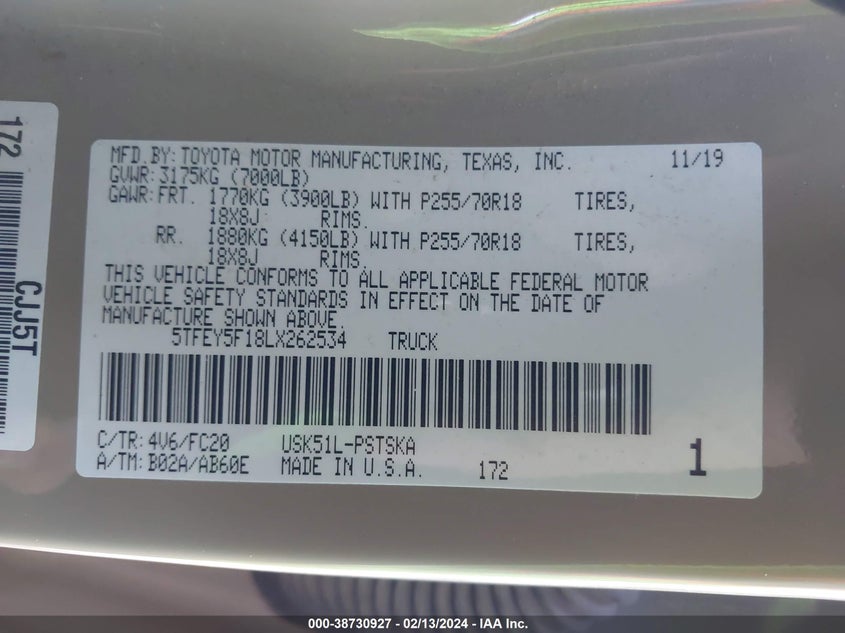 172
CJJ5T
MFD.BY:TOYOTA MOTOR MANUFACTURING, TEXAS, INC. 11/19
GVWR:3175KG (7000LB)
GAWR:FRT. 1770KG (3900LB) WITH P255/70R18 TIRES,
18X8J RIMS.
RR. 1880KG (4150LB) WITH P255/70R18 TIRES,
18X8J RIMS.
THIS VEHICLE CONFORMS TO ALL APPLICABLE FEDERAL MOTOR
VEHICLE SAFETY STANDARDS IN EFFECT ON THE DATE OF
MANUFACTURE SHOWN ABOVE.
5TFEY5F18LX262534 TRUCK
C/TR:4V6/FC20 USK51L-PSTSKA
A/TM:B02A/AB60E MADE IN U.S.A. 172 1
000-38730927 - 02/13/2024 - IAA Inc.